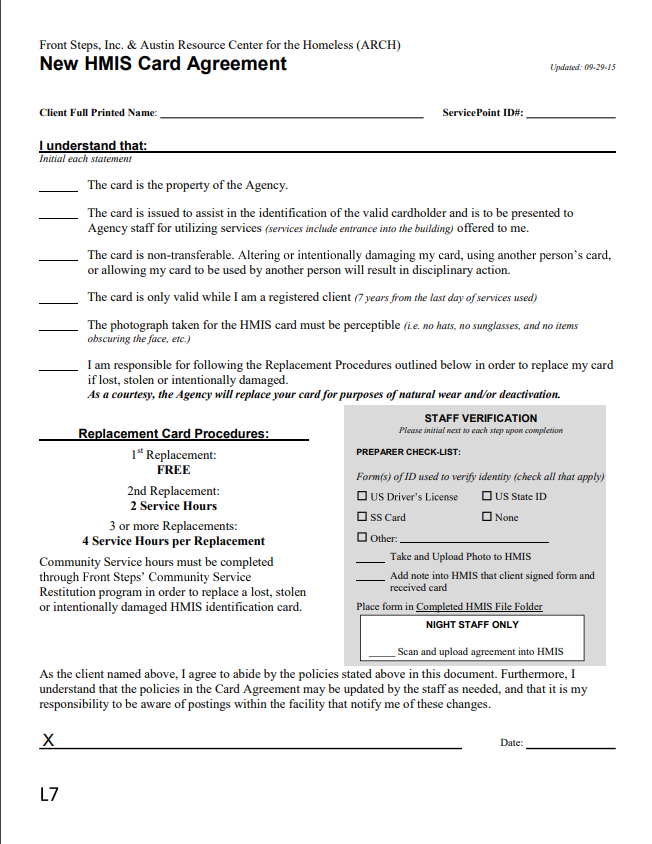 Front Steps, Inc. & Austin Resource Center for the Homeless (ARCH)
New HMIS Card Agreement
Updated: 09-29-15
Client Full Printed Name: ____________ ServicePoint ID#: ____________
I understand that:
Initial each statement
______ The card is the property of the Agency.
______ The card is issued to assist in the identification of the valid cardholder and is to be presented to
Agency staff for utilizing services (services include entrance into the building) offered to me.
______ The card is non-transferable. Altering or intentionally damaging my card, using another person's card,
or allowing my card to be used by another person will result in disciplinary action.
______ The card is only valid while I am a registered client (7 years from the last day of services used)
______ The photograph taken for the HMIS card must be perceptible (i.e. no hats, no sunglasses, and no items
obscuring the face, etc.)
______ I am responsible for following the Replacement Procedures outlined below in order to replace my card
if lost, stolen or intentionally damaged.
As a courtesy, the Agency will replace your card for purposes of natural wear and/or deactivation.
Replacement Card Procedures:
1st Replacement:
FREE
2nd Replacement:
2 Service Hours
3 or more Replacements:
4 Service Hours per Replacement
Community Service hours must be completed
through Front Steps' Community Service
Restitution program in order to replace a lost, stolen
or intentionally damaged HMIS identification card.
STAFF VERIFICATION
Please initial next to each step upon completion
PREPARER CHECK-LIST:
Form(s) of ID used to verify identity (check all that apply)
☐ US Driver's License ☐ US State ID
☐ SS Card ☐ None
☐ Other: ____________
_____ Take and Upload Photo to HMIS
_____ Add note into HMIS that client signed form and
received card
Place form in Completed HMIS File Folder
NIGHT STAFF ONLY
_____ Scan and upload agreement into HMIS
As the client named above, I agree to abide by the policies stated above in this document. Furthermore, I
understand that the policies in the Card Agreement may be updated by the staff as needed, and that it is my
responsibility to be aware of postings within the facility that notify me of these changes.
X____________ Date: ____________
L7